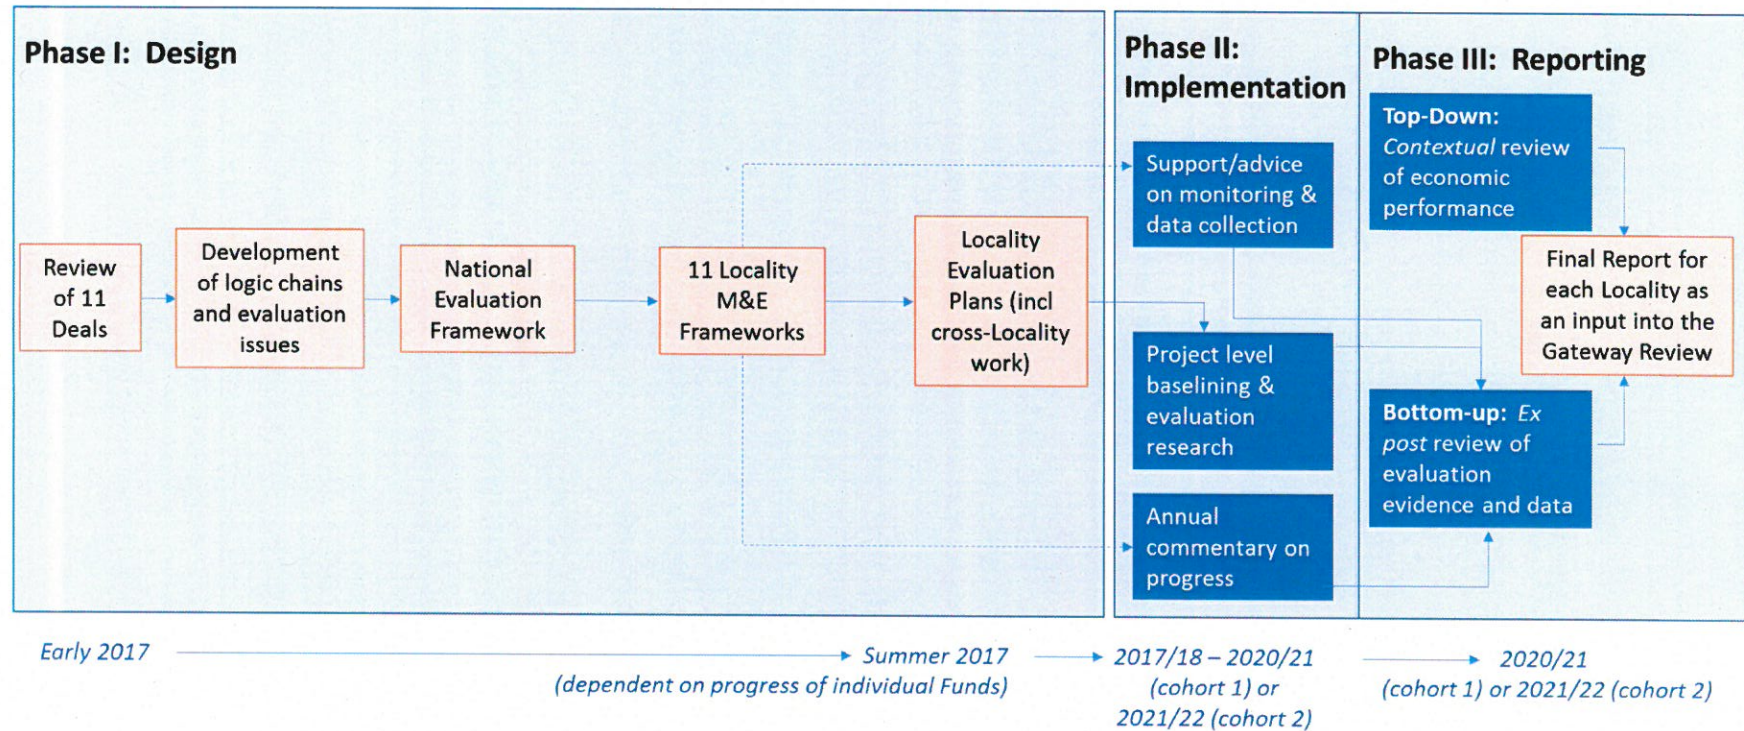 Phase I:  Design
Review
of 11
Deals
Development
of logic chains
and evaluation
issues
National
Evaluation
Framework
11 Locality
M&E
Frameworks
Locality
Evaluation
Plans (incl
cross-Locality
work)
Phase II:
Implementation
Support/advice
on monitoring &
data collection
Project level
baselining &
evaluation
research
Annual
commentary on
progress
Phase III:  Reporting
Top-Down:
Contextual review
of economic
performance
Final Report for
each Locality as
an input into the
Gateway Review
Bottom-up:  Ex
post review of
evaluation
evidence and data
Early 2017
Summer 2017
(dependent on progress of individual Funds)
2017/18 – 2020/21
(cohort 1) or
2021/22 (cohort 2)
2020/21
(cohort 1) or 2021/22 (cohort 2)